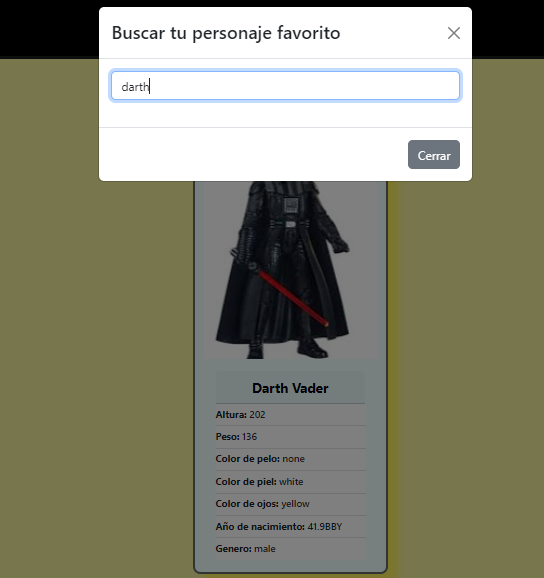 Buscar tu personaje favorito
darth
Cerrar
Darth Vader
Altura: 202
Peso: 136
Color de pelo: none
Color de piel: white
Color de ojos: yellow
Año de nacimiento: 41.9BBY
Genero: male